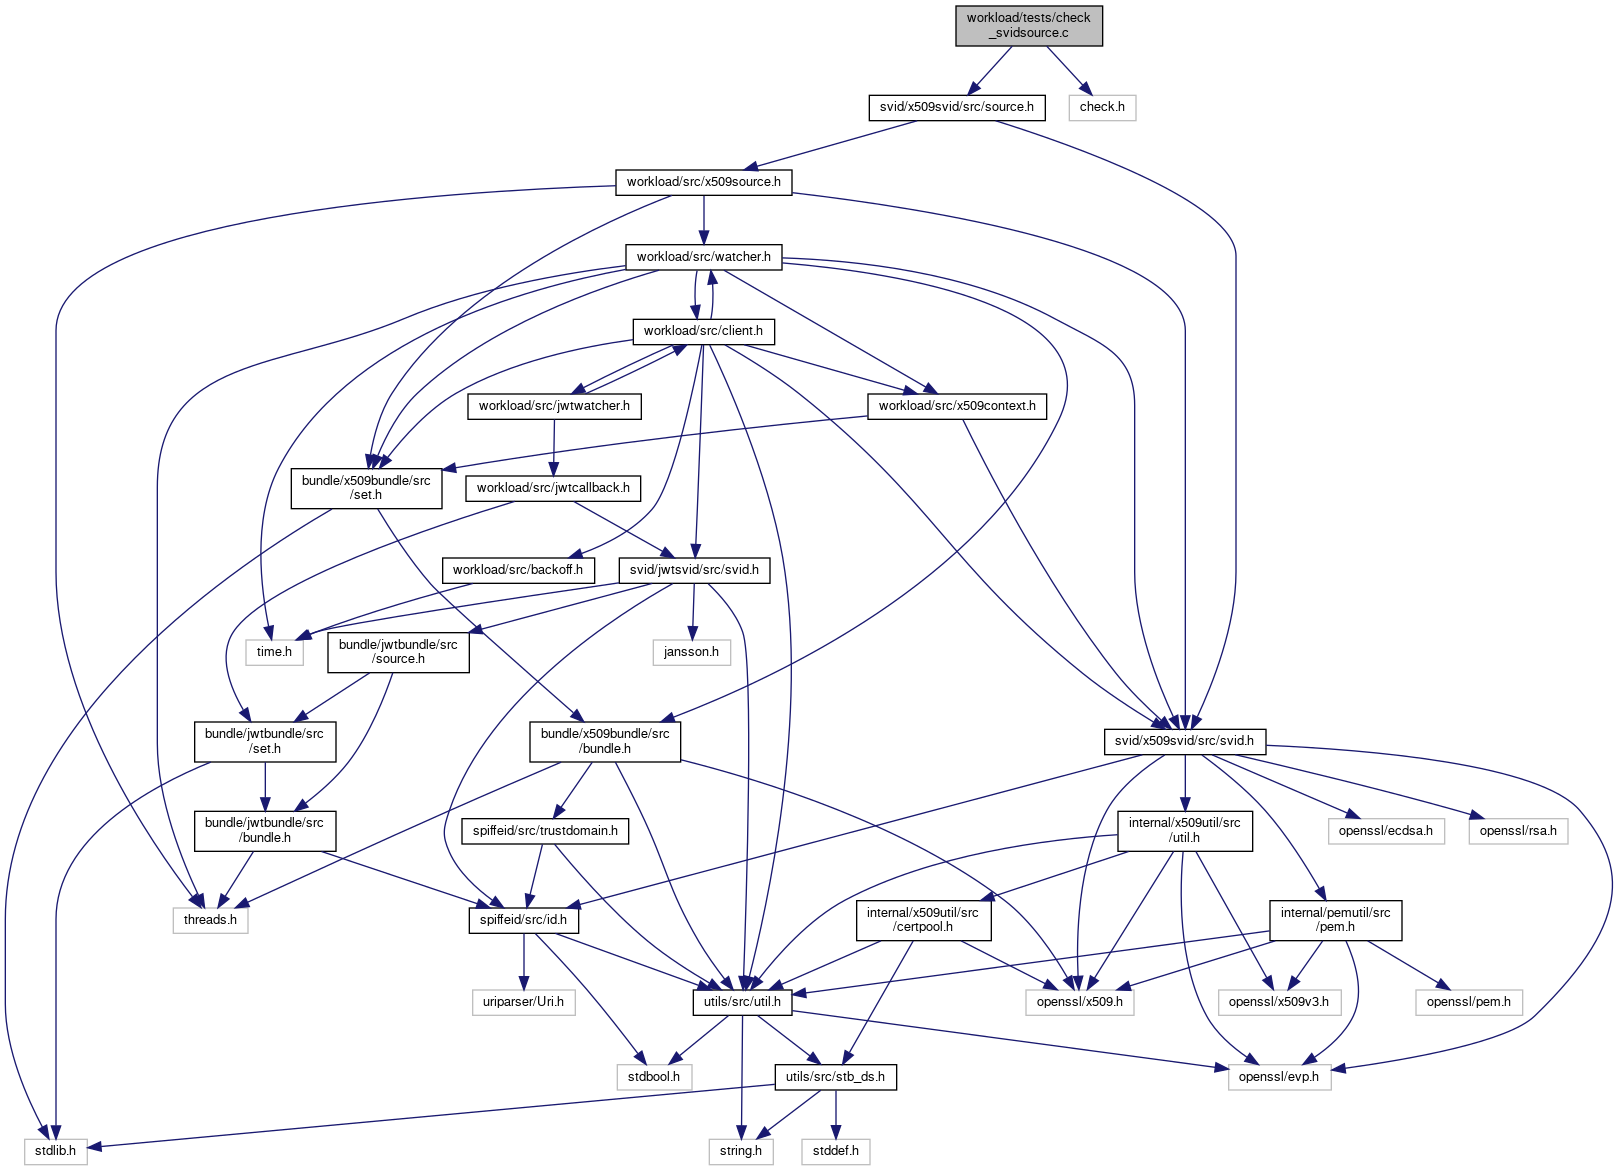 workload/tests/check
_svidsource.c
svid/x509svid/src/source.h
check.h
workload/src/x509source.h
workload/src/watcher.h
workload/src/client.h
workload/src/jwtwatcher.h
workload/src/x509context.h
bundle/x509bundle/src
/set.h
workload/src/jwtcallback.h
workload/src/backoff.h
svid/jwtsvid/src/svid.h
time.h
bundle/jwtbundle/src
/source.h
jansson.h
bundle/jwtbundle/src
/set.h
bundle/x509bundle/src
/bundle.h
svid/x509svid/src/svid.h
bundle/jwtbundle/src
/bundle.h
spiffeid/src/trustdomain.h
internal/x509util/src
/util.h
openssl/ecdsa.h
openssl/rsa.h
threads.h
spiffeid/src/id.h
internal/x509util/src
/certpool.h
internal/pemutil/src
/pem.h
uriparser/Uri.h
utils/src/util.h
openssl/x509.h
openssl/x509v3.h
openssl/pem.h
stdbool.h
utils/src/stb_ds.h
openssl/evp.h
stdlib.h
string.h
stddef.h